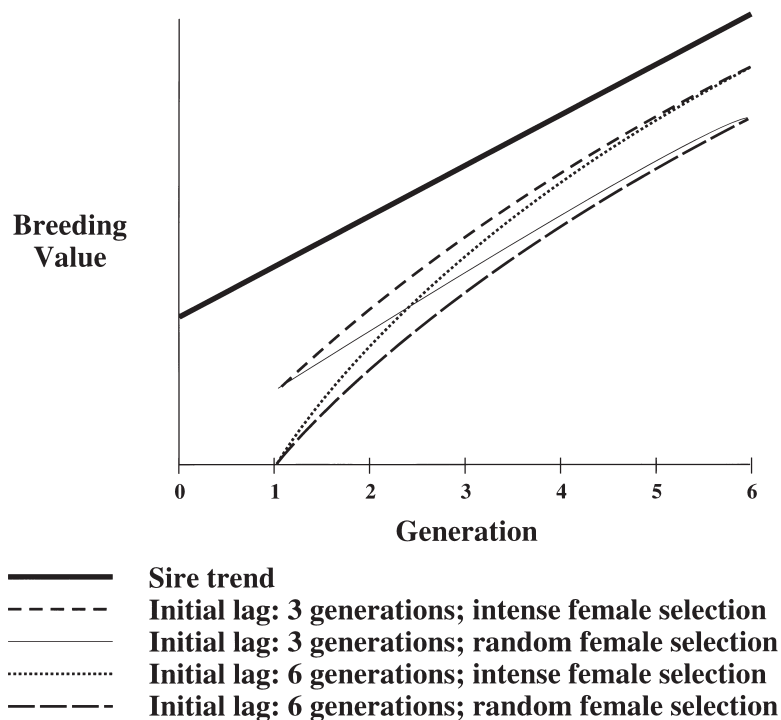 Breeding
Value
0 1 2 3 4 5 6
Generation
Sire trend
Initial lag: 3 generations; intense female selection
Initial lag: 3 generations; random female selection
Initial lag: 6 generations; intense female selection
Initial lag: 6 generations; random female selection